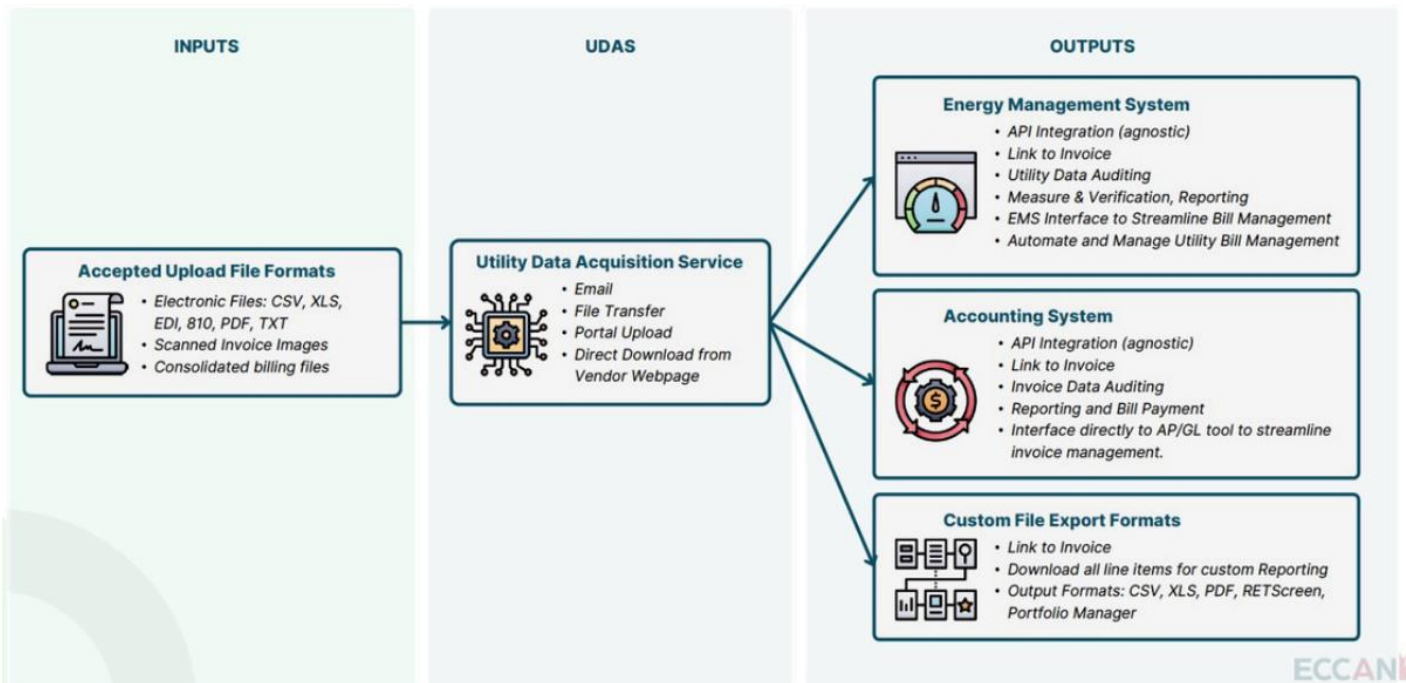 INPUTS
UDAS
OUTPUTS
Accepted Upload File Formats
• Electronic Files: CSV, XLS,
EDI, 810, PDF, TXT
• Scanned Invoice Images
• Consolidated billing files
Utility Data Acquisition Service
• Email
• File Transfer
• Portal Upload
• Direct Download from
Vendor Webpage
Energy Management System
• API Integration (agnostic)
• Link to Invoice
• Utility Data Auditing
• Measure & Verification, Reporting
• EMS Interface to Streamline Bill Management
• Automate and Manage Utility Bill Management
Accounting System
• API Integration (agnostic)
• Link to Invoice
• Invoice Data Auditing
• Reporting and Bill Payment
• Interface directly to AP/GL tool to streamline
invoice management.
$
Custom File Export Formats
• Link to Invoice
• Download all line items for custom Reporting
• Output Formats: CSV, XLS, PDF, RETScreen,
Portfolio Manager
ECCAN